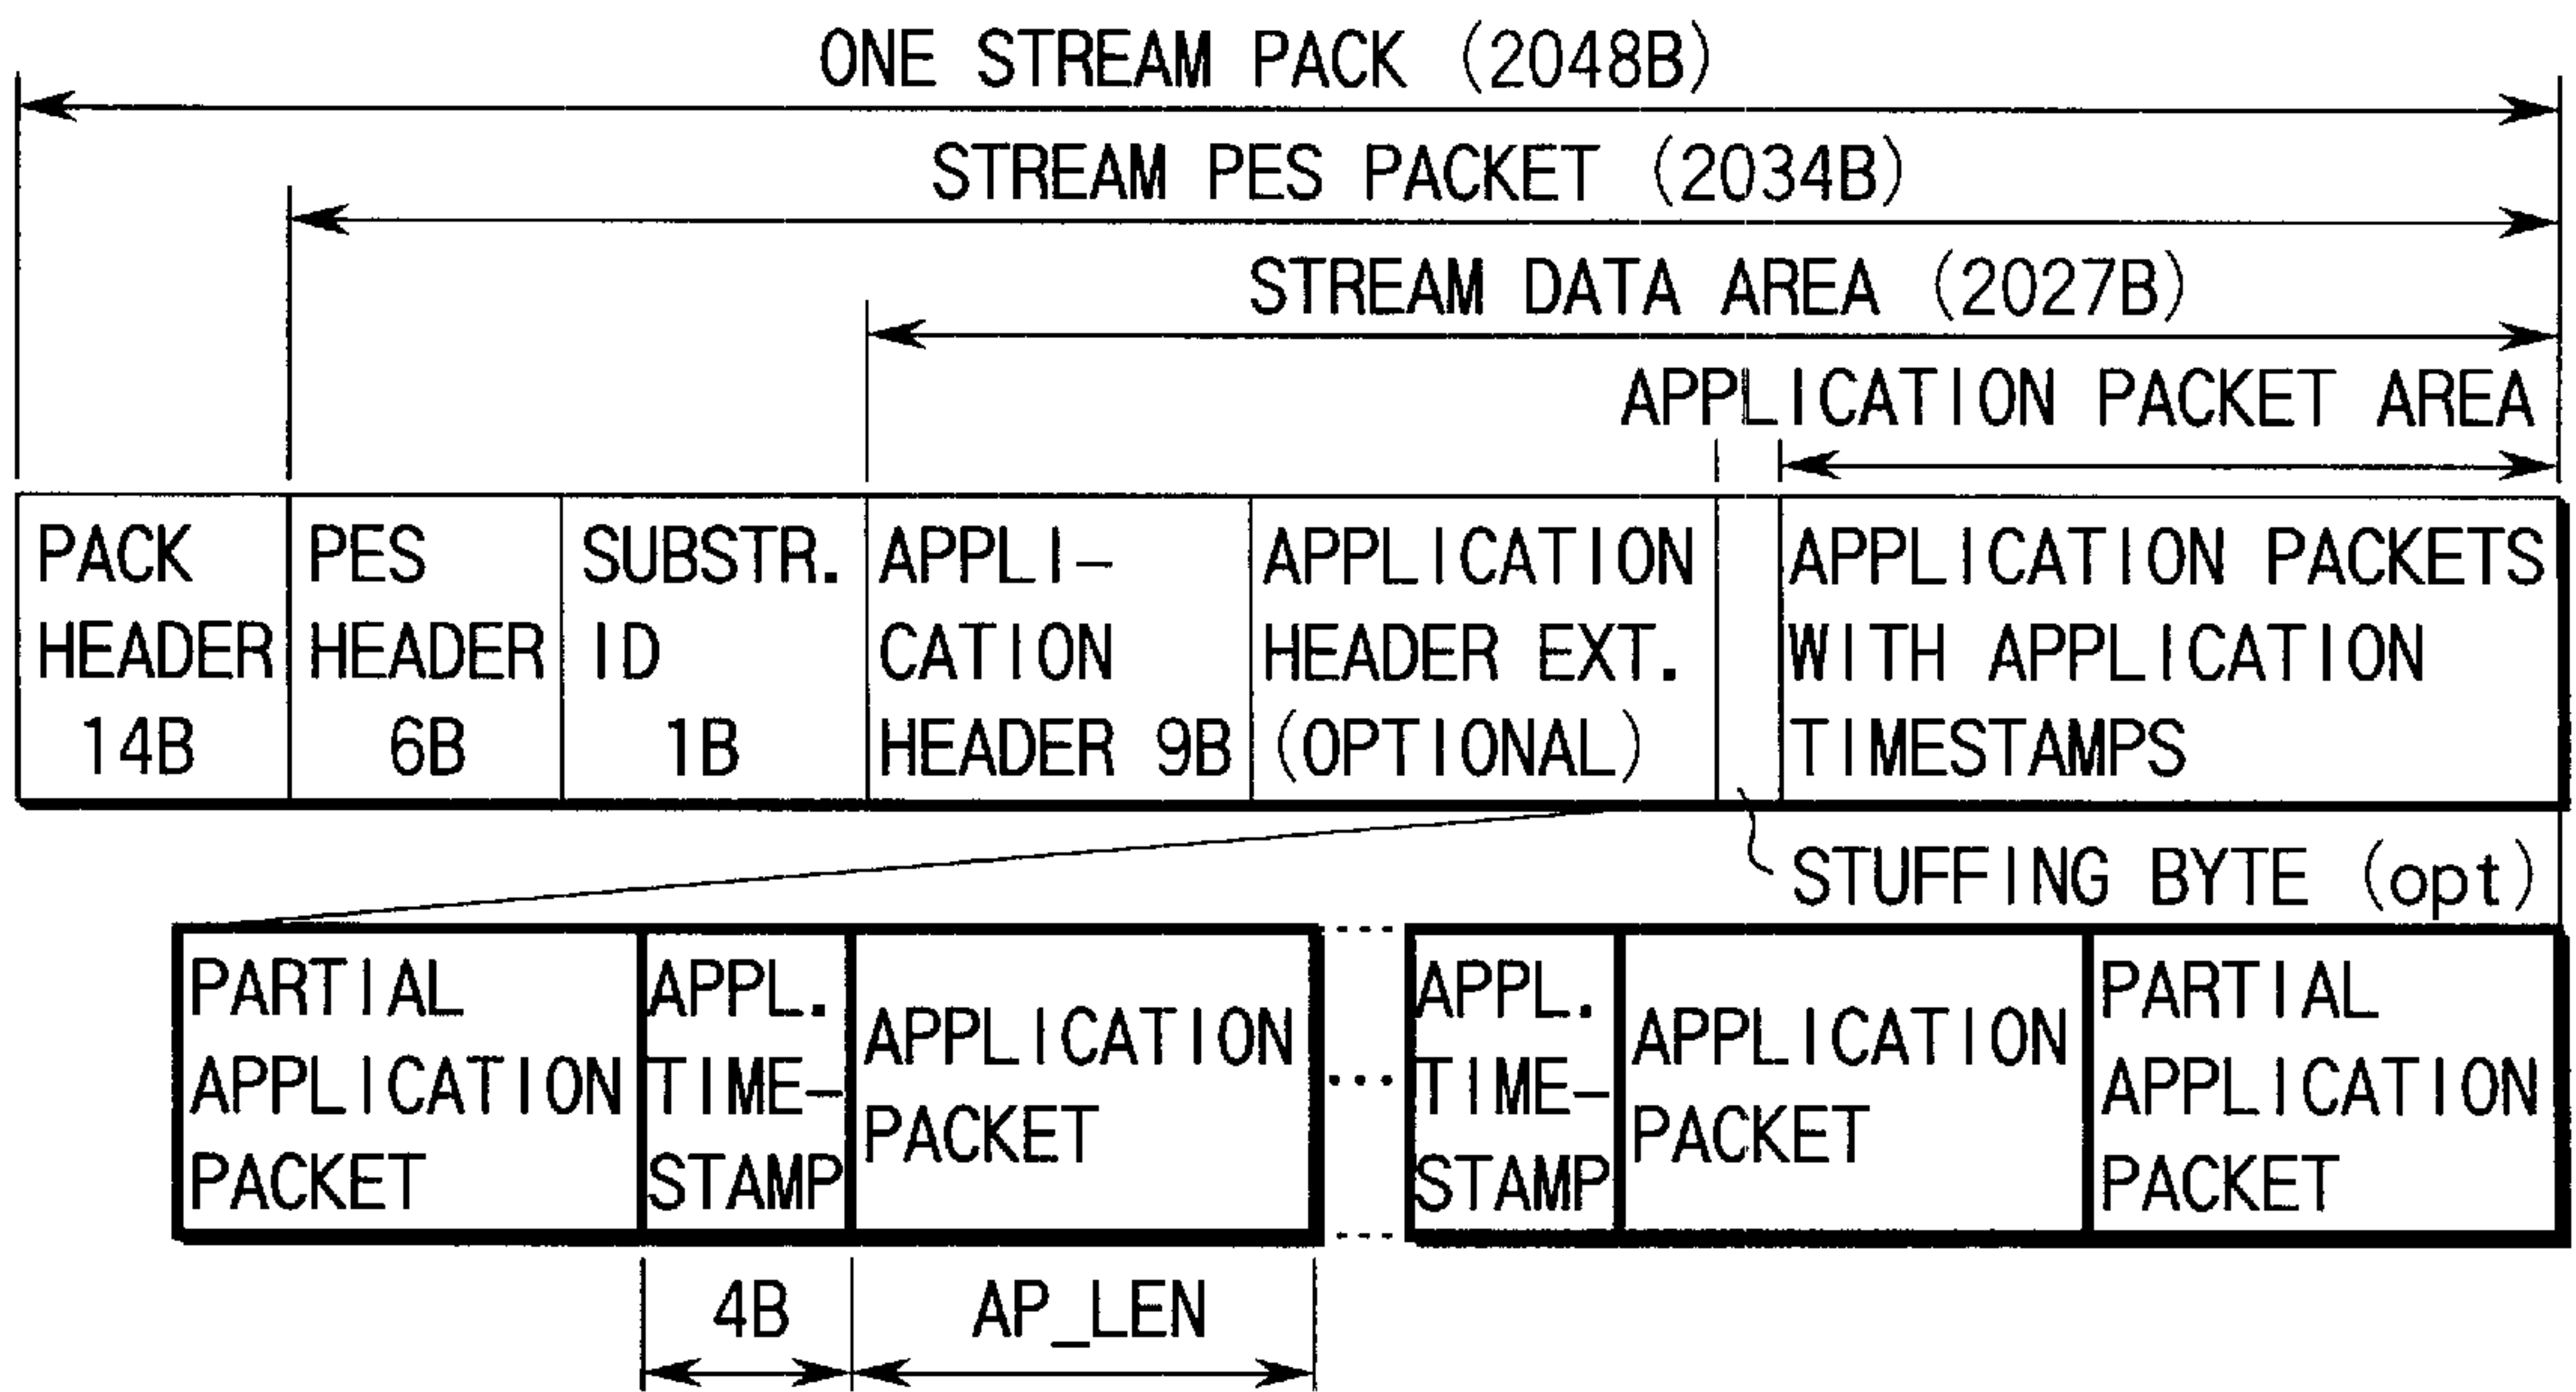 ONE STREAM PACK (2048B)
STREAM PES PACKET (2034B)
STREAM DATA AREA (2027B)
APPLICATION PACKET AREA
PACK
HEADER
14B
PES
HEADER
6B
SUBSTR.
ID
1B
APPLI-
CATION
HEADER 9B
APPLICATION
HEADER EXT.
(OPTIONAL)
APPLICATION PACKETS
WITH APPLICATION
TIMESTAMPS
STUFFING BYTE (opt)
PARTIAL
APPLICATION
PACKET
APPL.
TIME-
STAMP
APPLICATION
PACKET
...
APPL.
TIME-
STAMP
APPLICATION
PACKET
PARTIAL
APPLICATION
PACKET
4B
AP_LEN